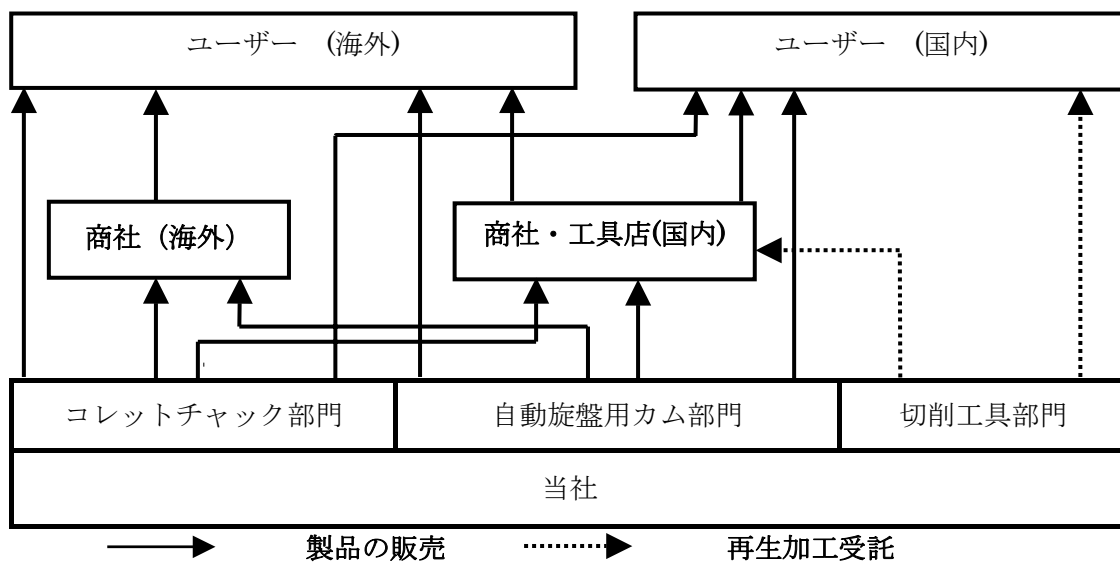 ユーザー (海外)
ユーザー (国内)
商社（海外）
商社・工具店(国内)
コレットチャック部門
自動旋盤用カム部門
切削工具部門
当社
製品の販売
再生加工受託